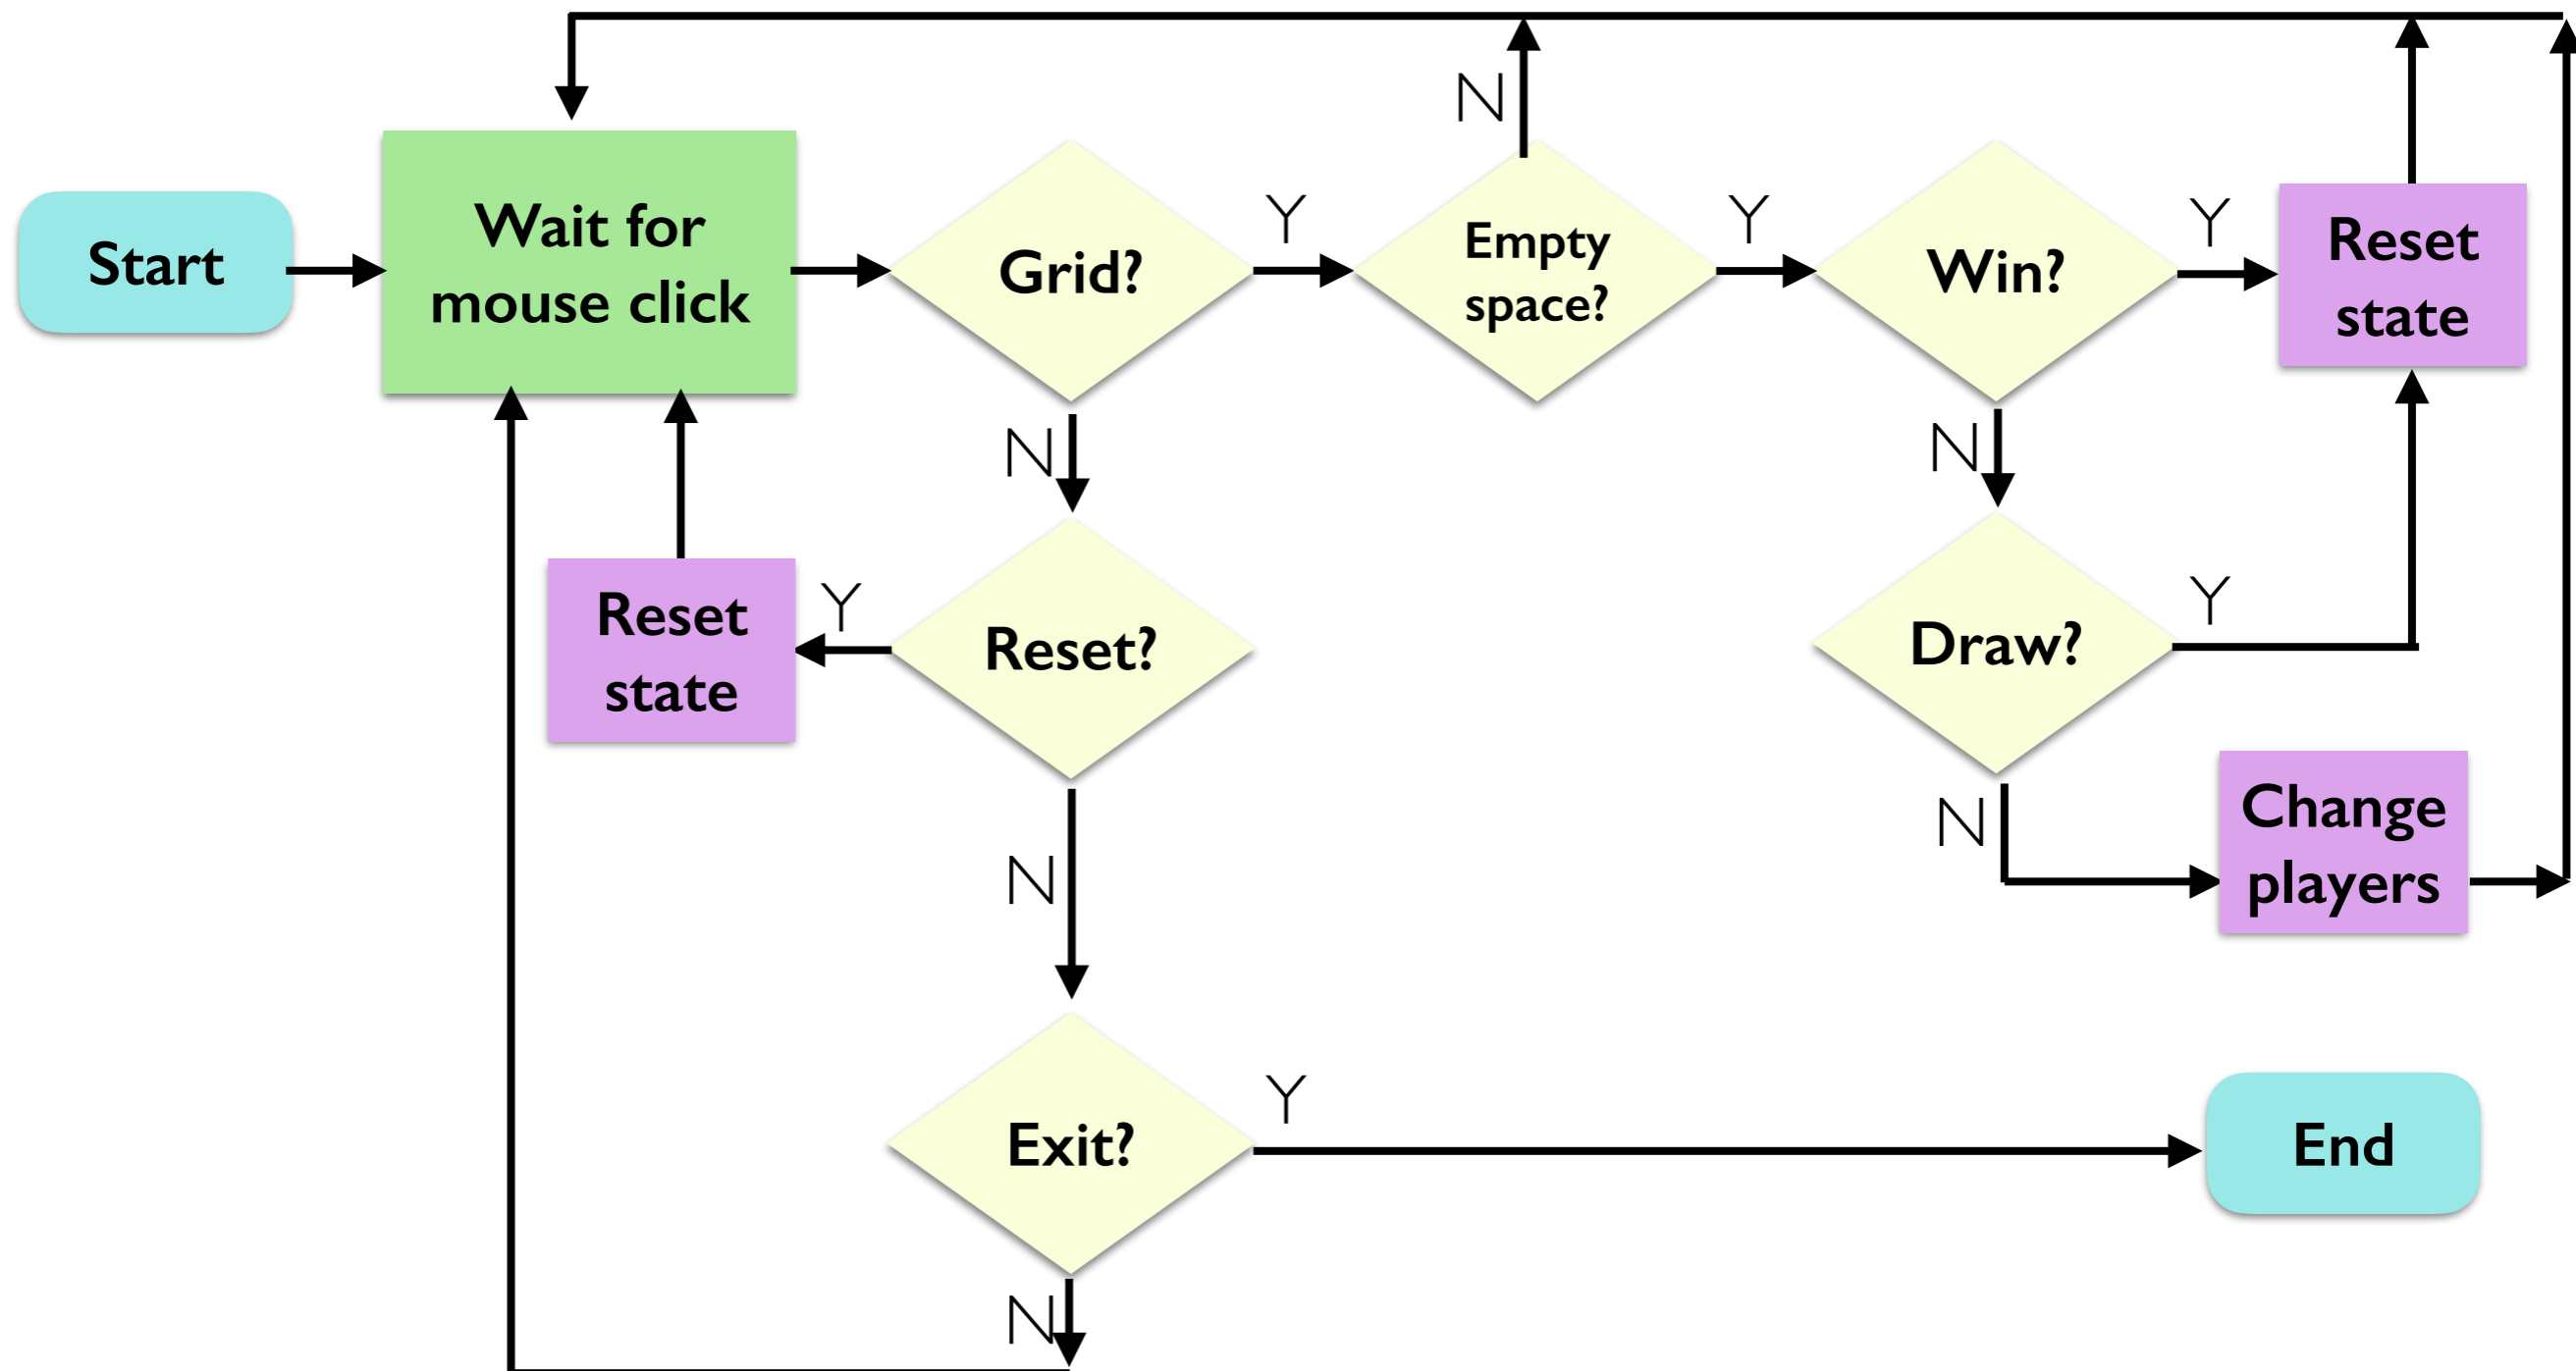 N
Start
Wait for
mouse click
Grid?
Y
Empty
space?
Y
Win?
Y
Reset
state
N
N
Reset
state
Y
Reset?
Draw?
Y
N
N
Change
players
Exit?
Y
End
N